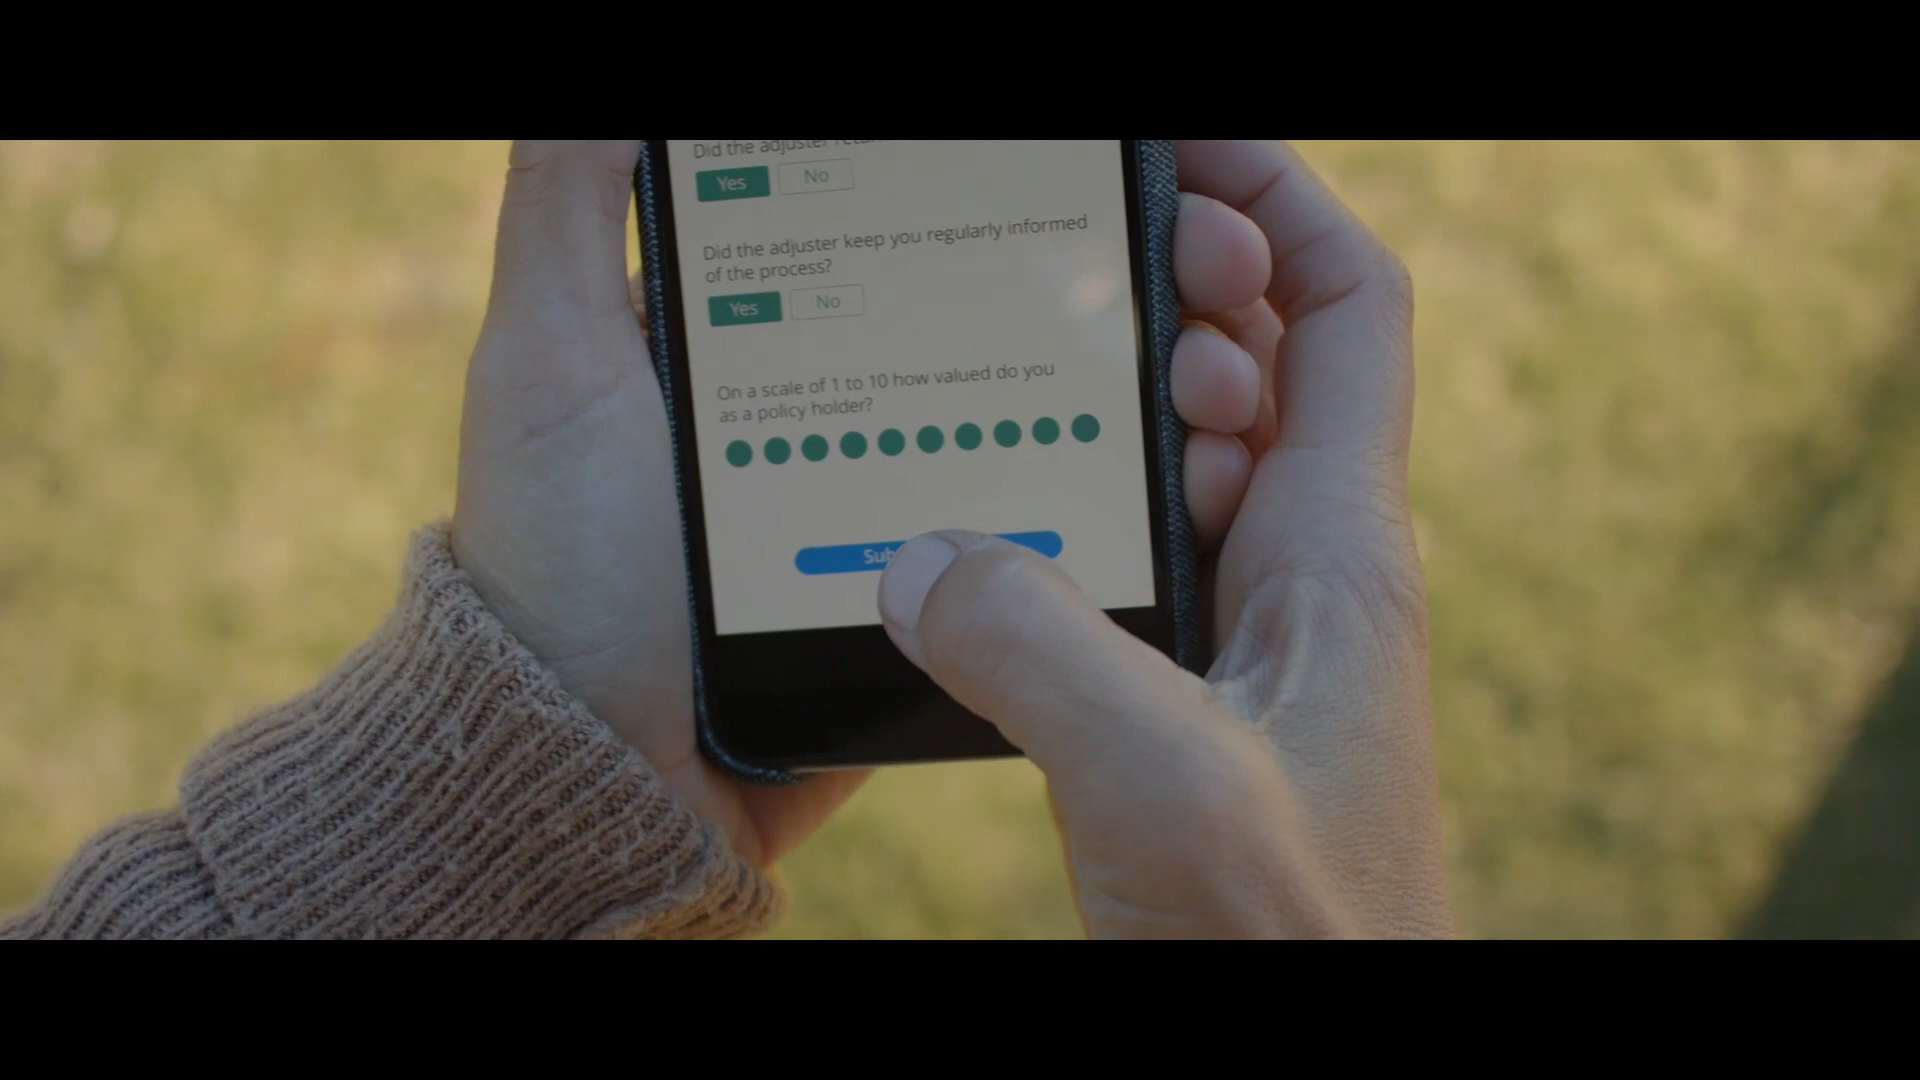 Did the adjuster
Yes No
Did the adjuster keep you regularly informed
of the process?
Yes No
On a scale of 1 to 10 how valued do you
as a policy holder?
Sub